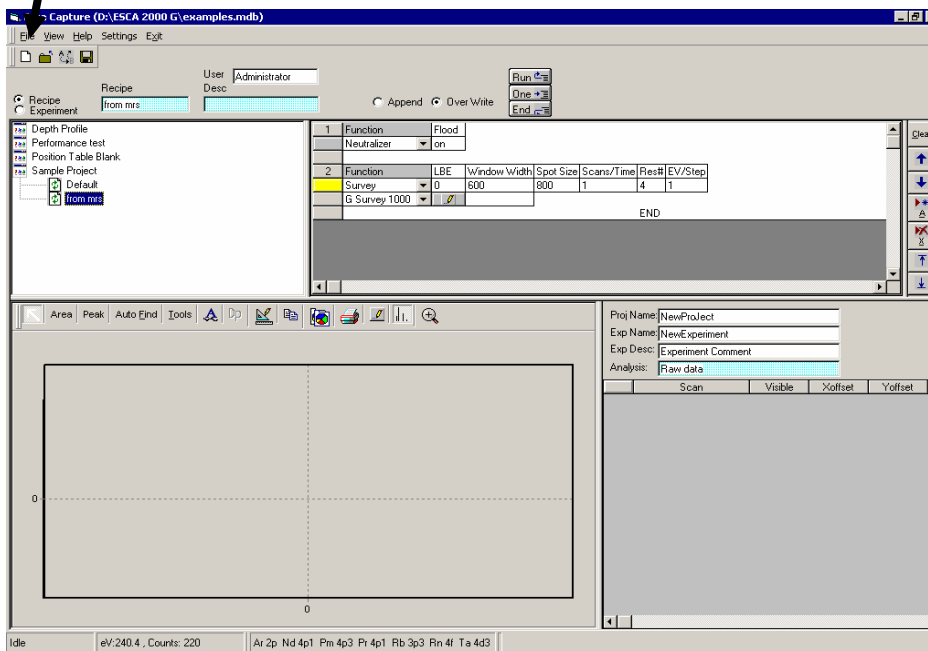 Capture (D:\ESCA 2000 G\examples.mdb)
File View Help Settings Exit
User Administrator
Recipe Desc
Recipe
Experiment
from mrs
Append Over Write
Run
One
End
Depth Profile
Performance test
Position Table Blank
Sample Project
Default
from mrs
1 Function Flood
Neutralizer on
2 Function LBE Window Width Spot Size Scans/Time Res# EV/Step
Survey 0 600 800 1 4 1
G Survey 1000
END
Clea
A
X
Area Peak Auto Find Tools A Dp
Proj Name: NewProJect
Exp Name: NewExperiment
Exp Desc: Experiment Comment
Analysis: Raw data
Scan Visible Xoffset Yoffset
0
0
Idle eV:240.4 , Counts: 220 Ar 2p Nd 4p1 Pm 4p3 Pr 4p1 Rb 3p3 Rn 4f Ta 4d3